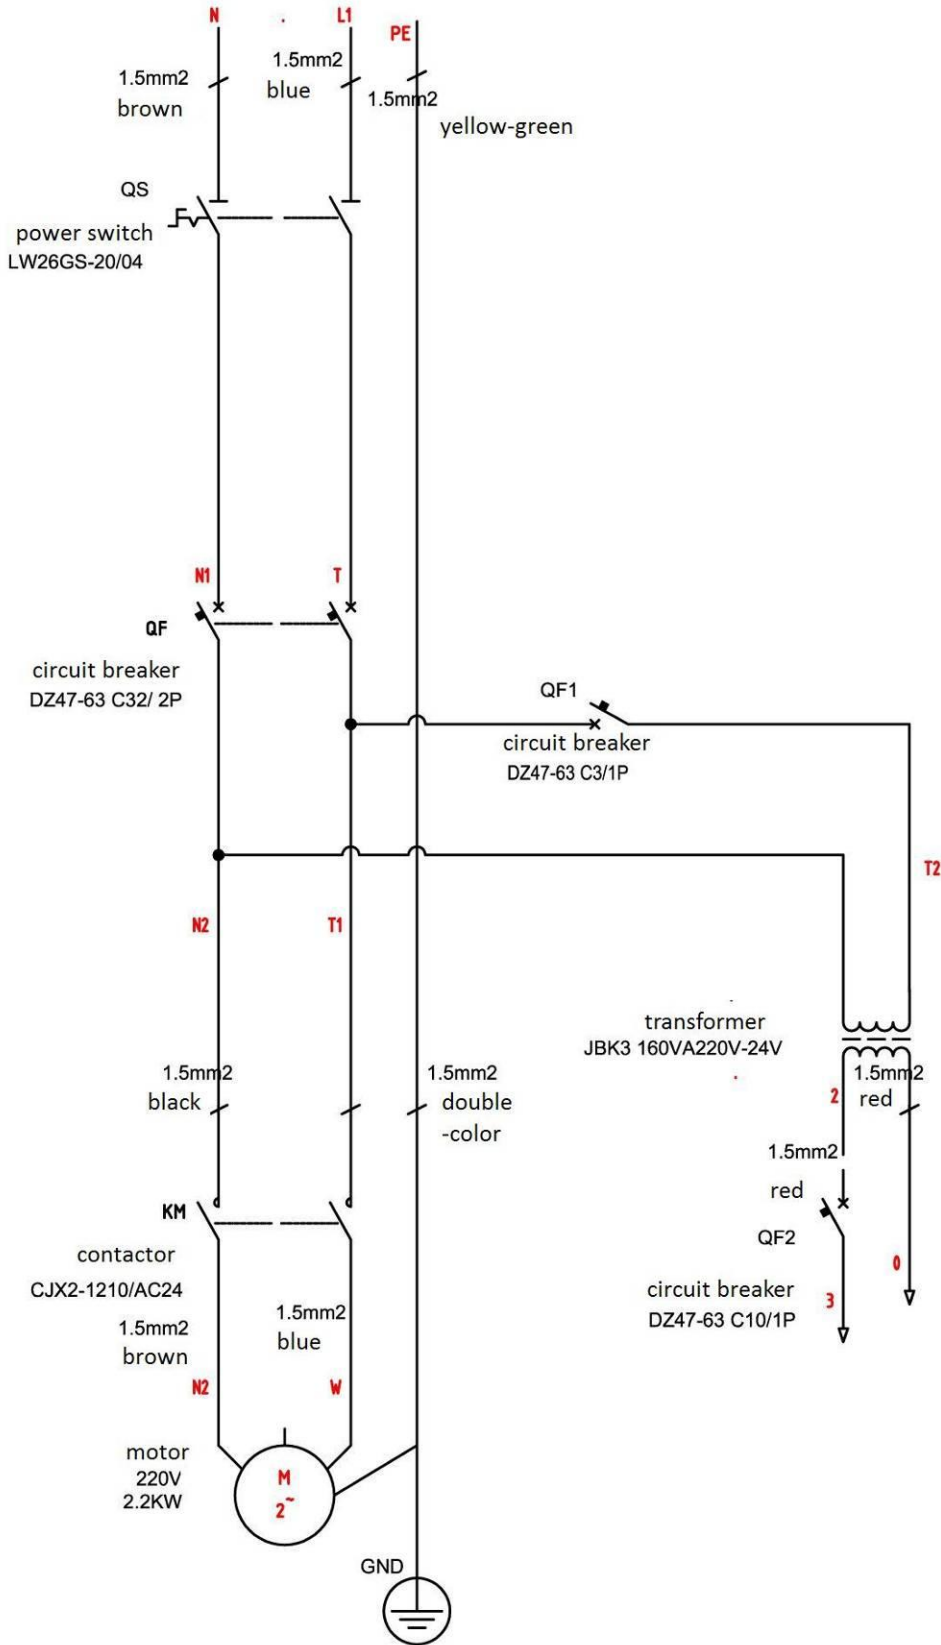 N
L1
PE
1.5mm2
brown
1.5mm2
blue
1.5mm2
yellow-green
QS
power switch
LW26GS-20/04
N1
T
QF
circuit breaker
DZ47-63 C32/ 2P
QF1
circuit breaker
DZ47-63 C3/1P
T2
N2
T1
transformer
JBK3 160VA220V-24V
1.5mm2
black
1.5mm2
double
-color
2
1.5mm2
red
1.5mm2
red
QF2
KM
contactor
CJX2-1210/AC24
circuit breaker
DZ47-63 C10/1P
3
0
1.5mm2
brown
1.5mm2
blue
N2
W
motor
220V
2.2KW
M
2~
GND